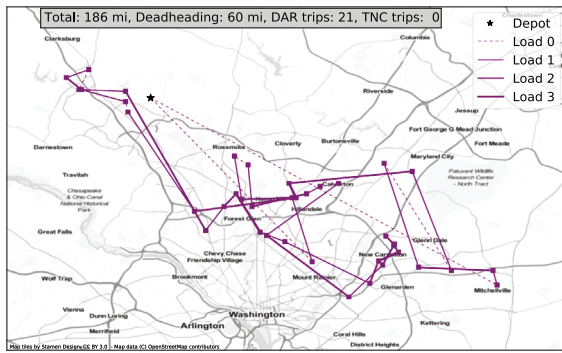 Total: 186 mi, Deadheading: 60 mi, DAR trips: 21, TNC trips: 0
Depot
Load 0
Load 1
Load 2
Load 3
Clarksburg
Columbia
Riverside
Jessup
Fort George G Mead Junction
Fort Meade
Rossmoor
Cloverly
Burtonsville
Maryland City
Darnestown
Travilah
Patuxent Wildlife
Research Center
- North Tract
Chesapeake
& Ohio Canal
National Historical
Park
Calverton
Hillandale
Forest Glen
Great Falls
Glenn Dale
Chevy Chase
Friendship Village
New Carrollton
Wolf Trap
Brookmont
Mount Rainier
Glenarden
Mitchellville
Vienna
Dunn Loring
Merrifield
Washington
Arlington
Kettering
Coral Hills
District Heights
Map tiles by Stamen Design, CC BY 3.0 -- Map data (C) OpenStreetMap contributors